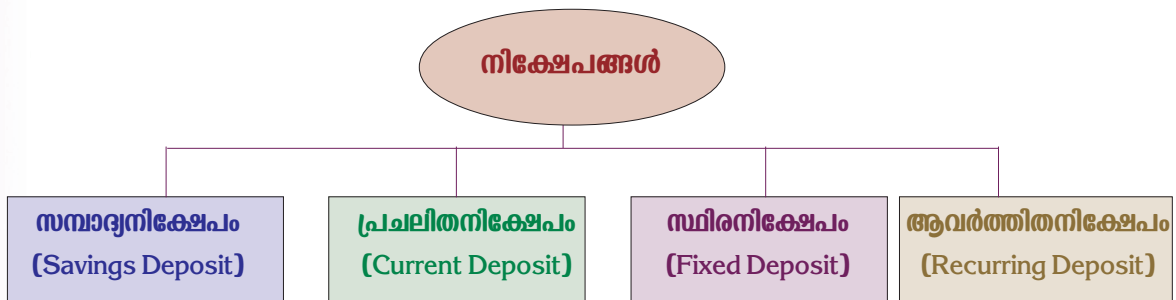 നിക്ഷേപങ്ങൾ
സമ്പാദ്യനിക്ഷേപം
(Savings Deposit)
പ്രചലിതനിക്ഷേപം
(Current Deposit)
സ്ഥിരനിക്ഷേപം
(Fixed Deposit)
ആവർത്തിതനിക്ഷേപം
(Recurring Deposit)